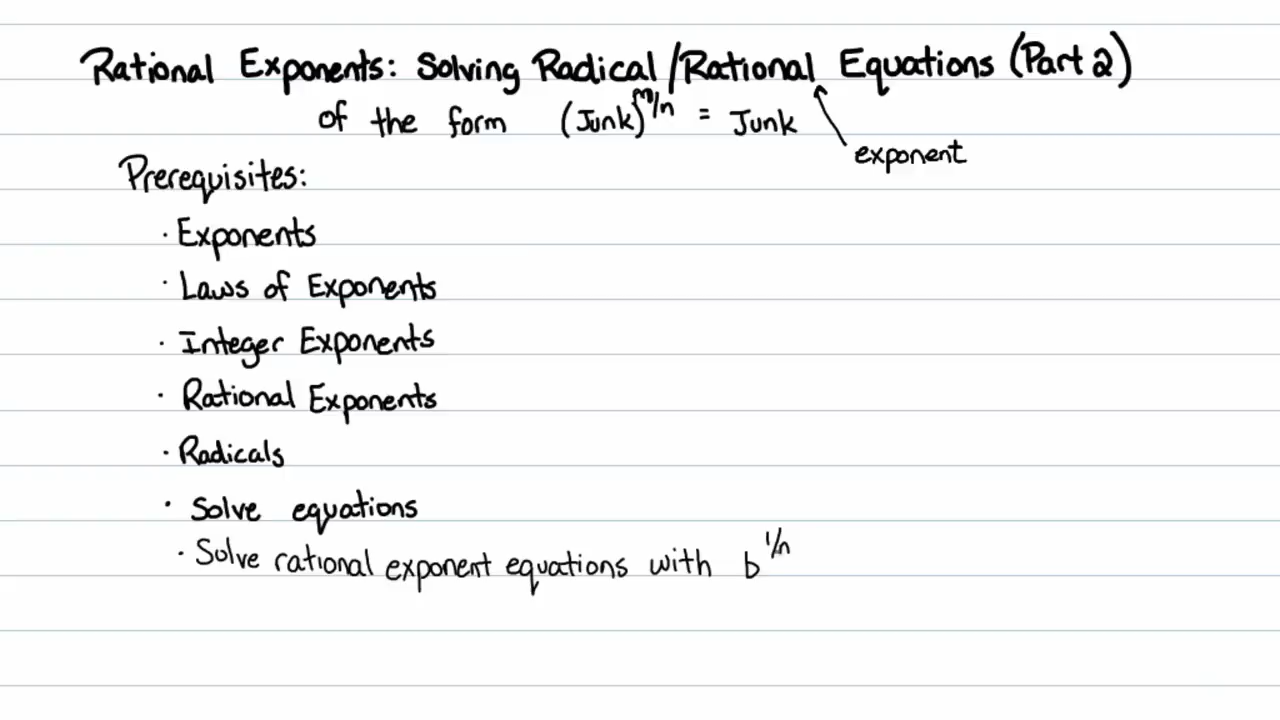 Rational Exponents: Solving Radical/Rational Equations (Part 2)
of the form (Junk)^m/n = Junk
exponent
Prerequisites:
· Exponents
· Laws of Exponents
· Integer Exponents
· Rational Exponents
· Radicals
· Solve equations
· Solve rational exponent equations with b^1/n